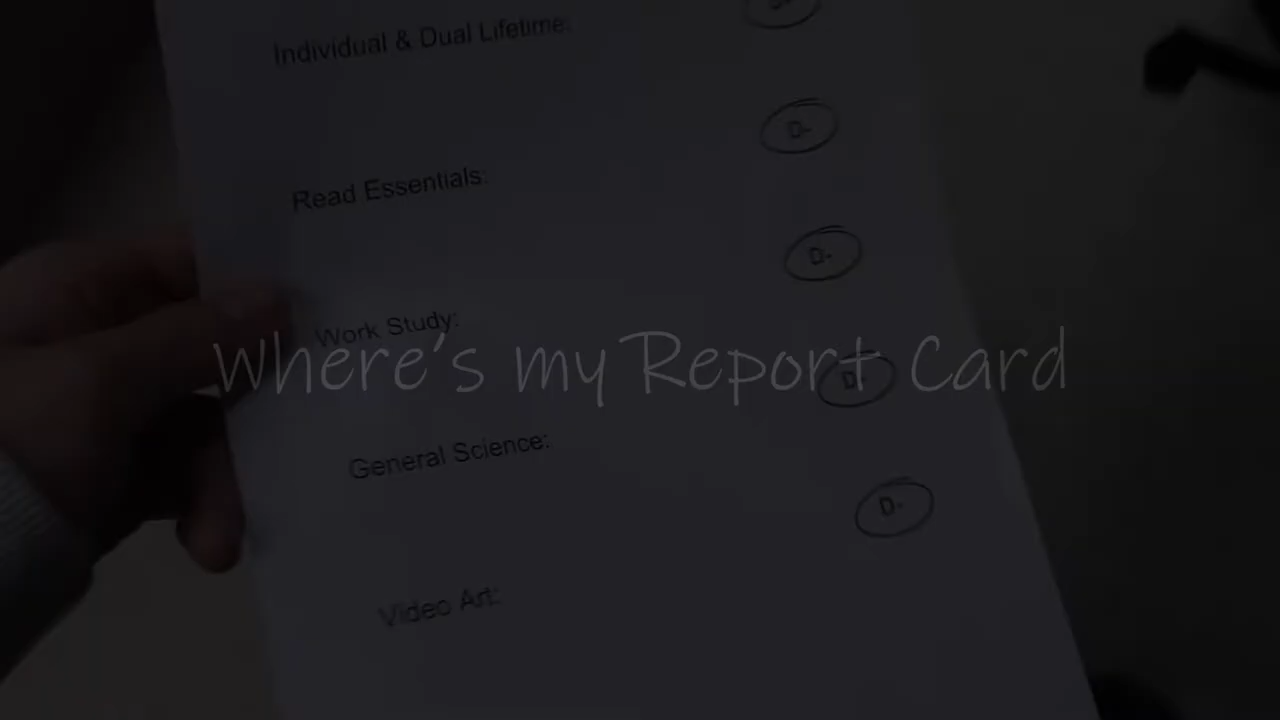 Individual & Dual Lifetime:
D-
Read Essentials:
D-
Work Study:
Where's my Report Card
D-
General Science:
D-
Video Art: